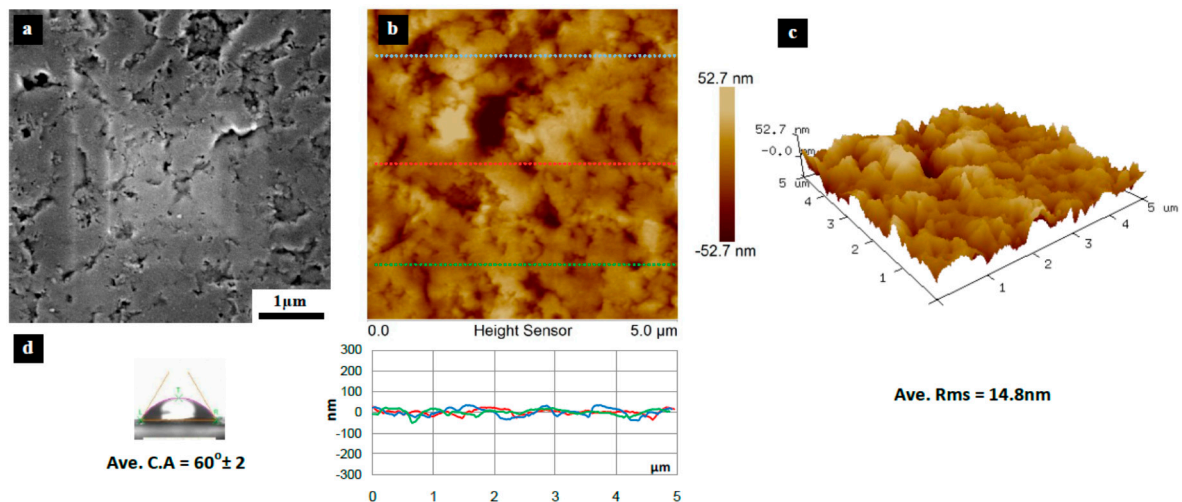 a
1µm
b
0.0 Height Sensor 5.0 µm
52.7 nm
-52.7 nm
c
52.7 nm
-0.0 nm
5 um
4
3
2
1
1
2
3
4
5 um
Ave. Rms = 14.8nm
d
Ave. C.A = 60°± 2
300
200
100
0
-100
-200
-300
nm
µm
0 1 2 3 4 5